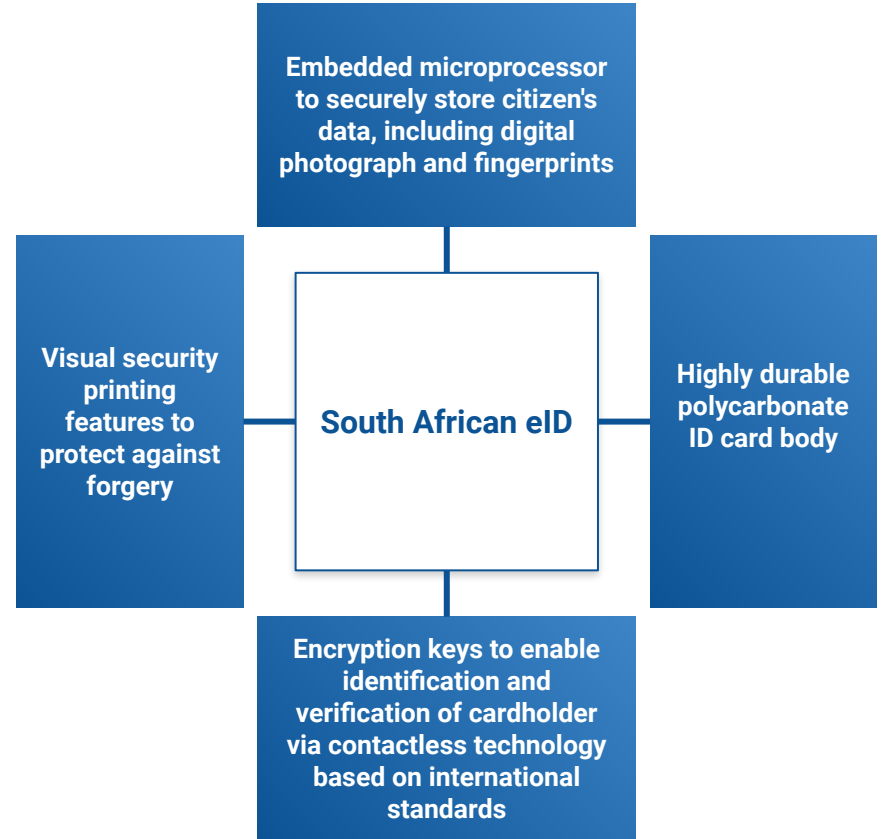 Embedded microprocessor
to securely store citizen's
data, including digital
photograph and fingerprints
Visual security
printing
features to
protect against
forgery
South African eID
Highly durable
polycarbonate
ID card body
Encryption keys to enable
identification and
verification of cardholder
via contactless technology
based on international
standards